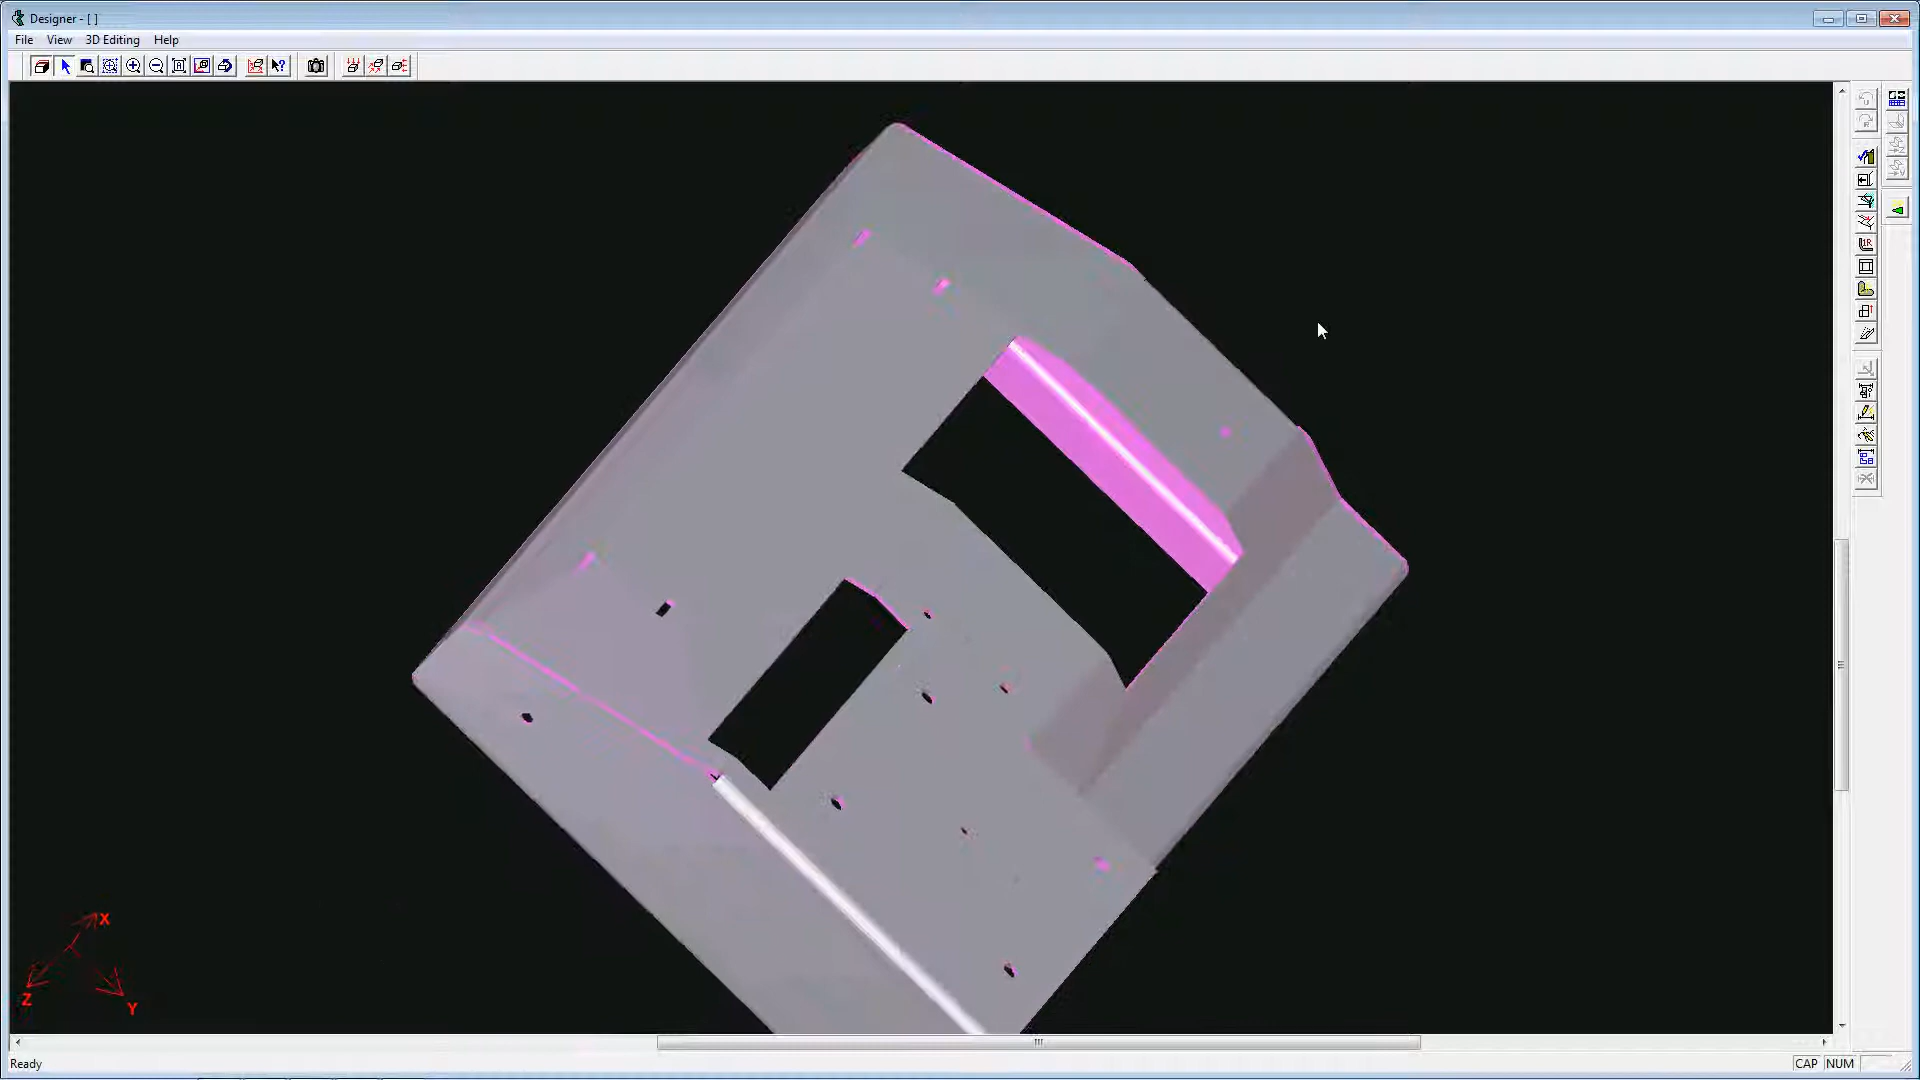 Designer - [ ]
File View 3D Editing Help
X
Z
Y
Ready
CAP NUM